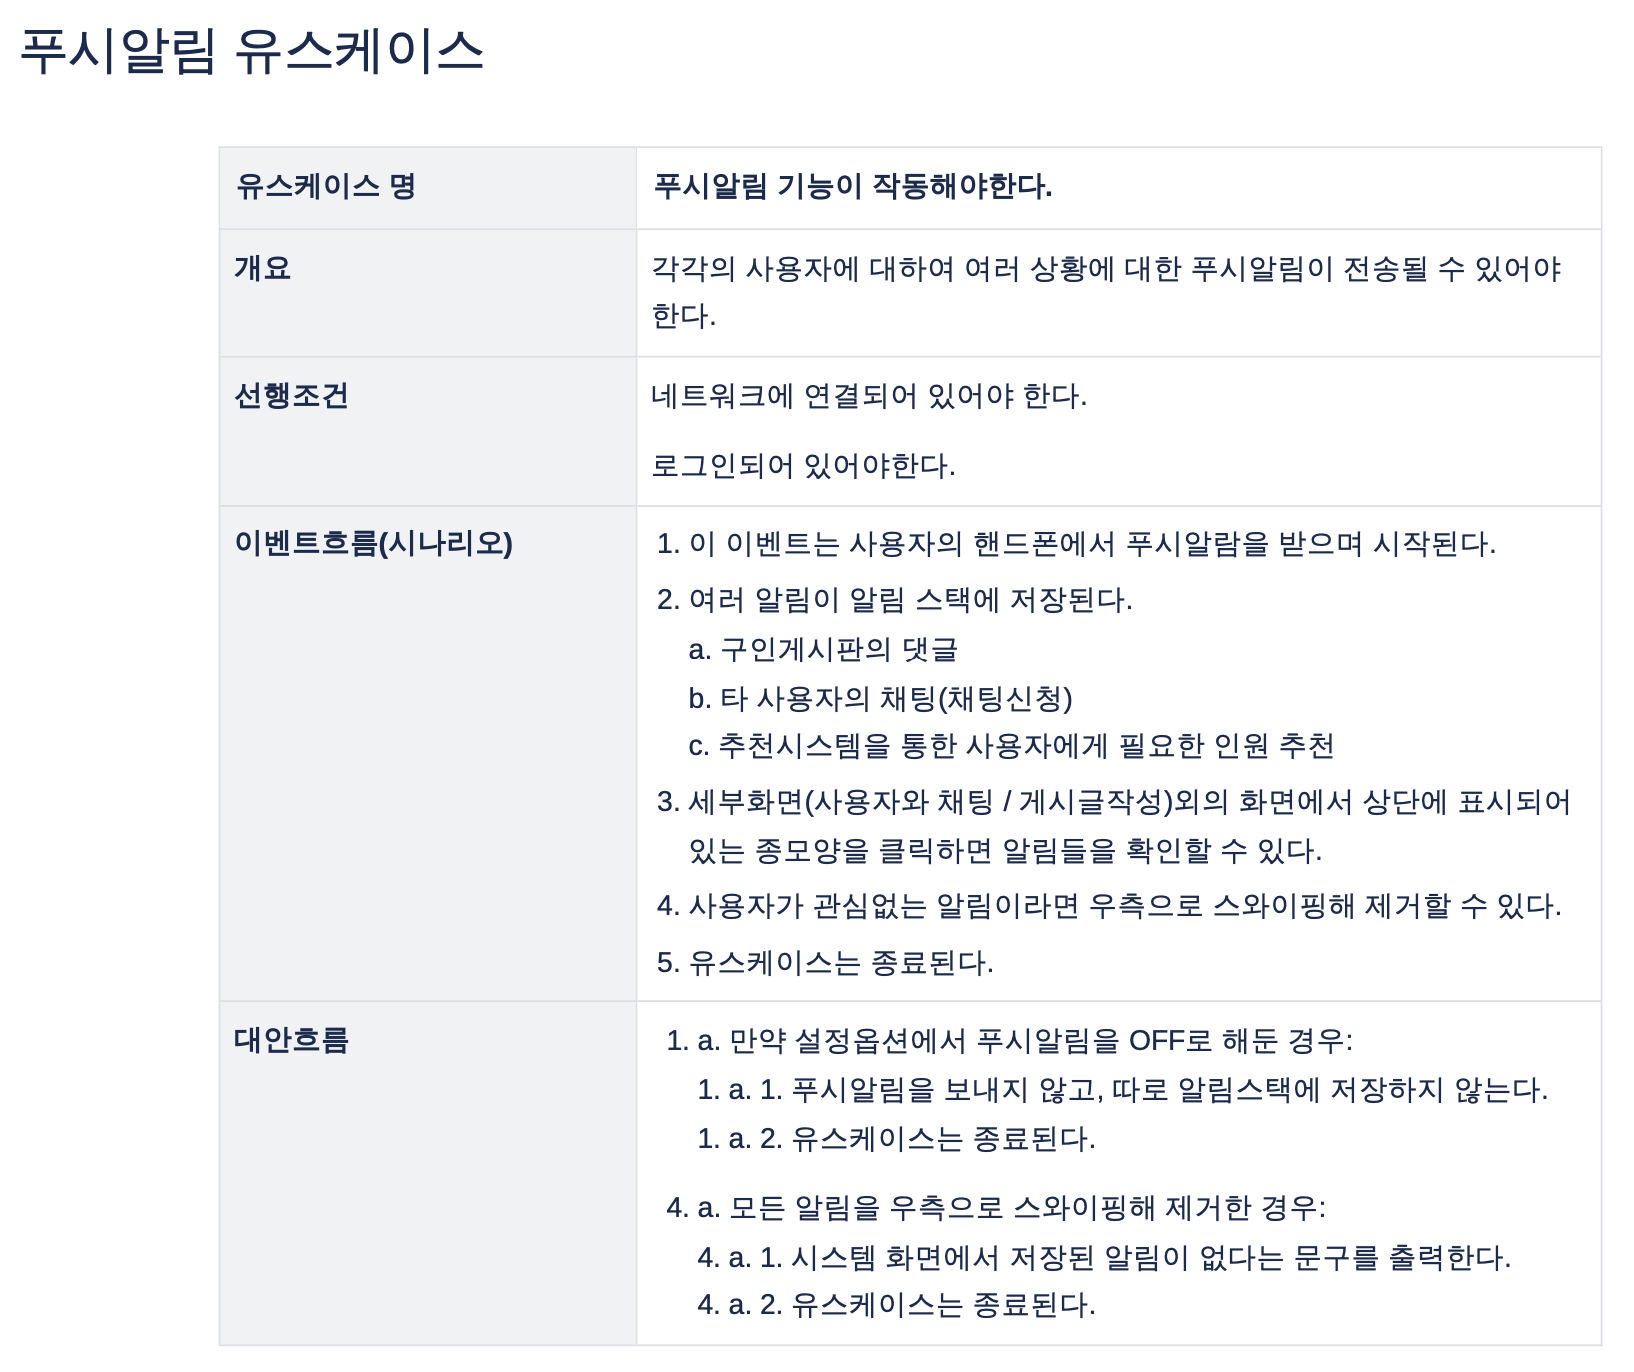 푸시알림 유스케이스
유스케이스 명
푸시알림 기능이 작동해야한다.
개요
각각의 사용자에 대하여 여러 상황에 대한 푸시알림이 전송될 수 있어야
한다.
선행조건
네트워크에 연결되어 있어야 한다.
로그인되어 있어야한다.
이벤트흐름(시나리오)
1. 이 이벤트는 사용자의 핸드폰에서 푸시알람을 받으며 시작된다.
2. 여러 알림이 알림 스택에 저장된다.
a. 구인게시판의 댓글
b. 타 사용자의 채팅(채팅신청)
c. 추천시스템을 통한 사용자에게 필요한 인원 추천
3. 세부화면(사용자와 채팅 / 게시글작성)외의 화면에서 상단에 표시되어
있는 종모양을 클릭하면 알림들을 확인할 수 있다.
4. 사용자가 관심없는 알림이라면 우측으로 스와이핑해 제거할 수 있다.
5. 유스케이스는 종료된다.
대안흐름
1. a. 만약 설정옵션에서 푸시알림을 OFF로 해둔 경우:
1. a. 1. 푸시알림을 보내지 않고, 따로 알림스택에 저장하지 않는다.
1. a. 2. 유스케이스는 종료된다.
4. a. 모든 알림을 우측으로 스와이핑해 제거한 경우:
4. a. 1. 시스템 화면에서 저장된 알림이 없다는 문구를 출력한다.
4. a. 2. 유스케이스는 종료된다.